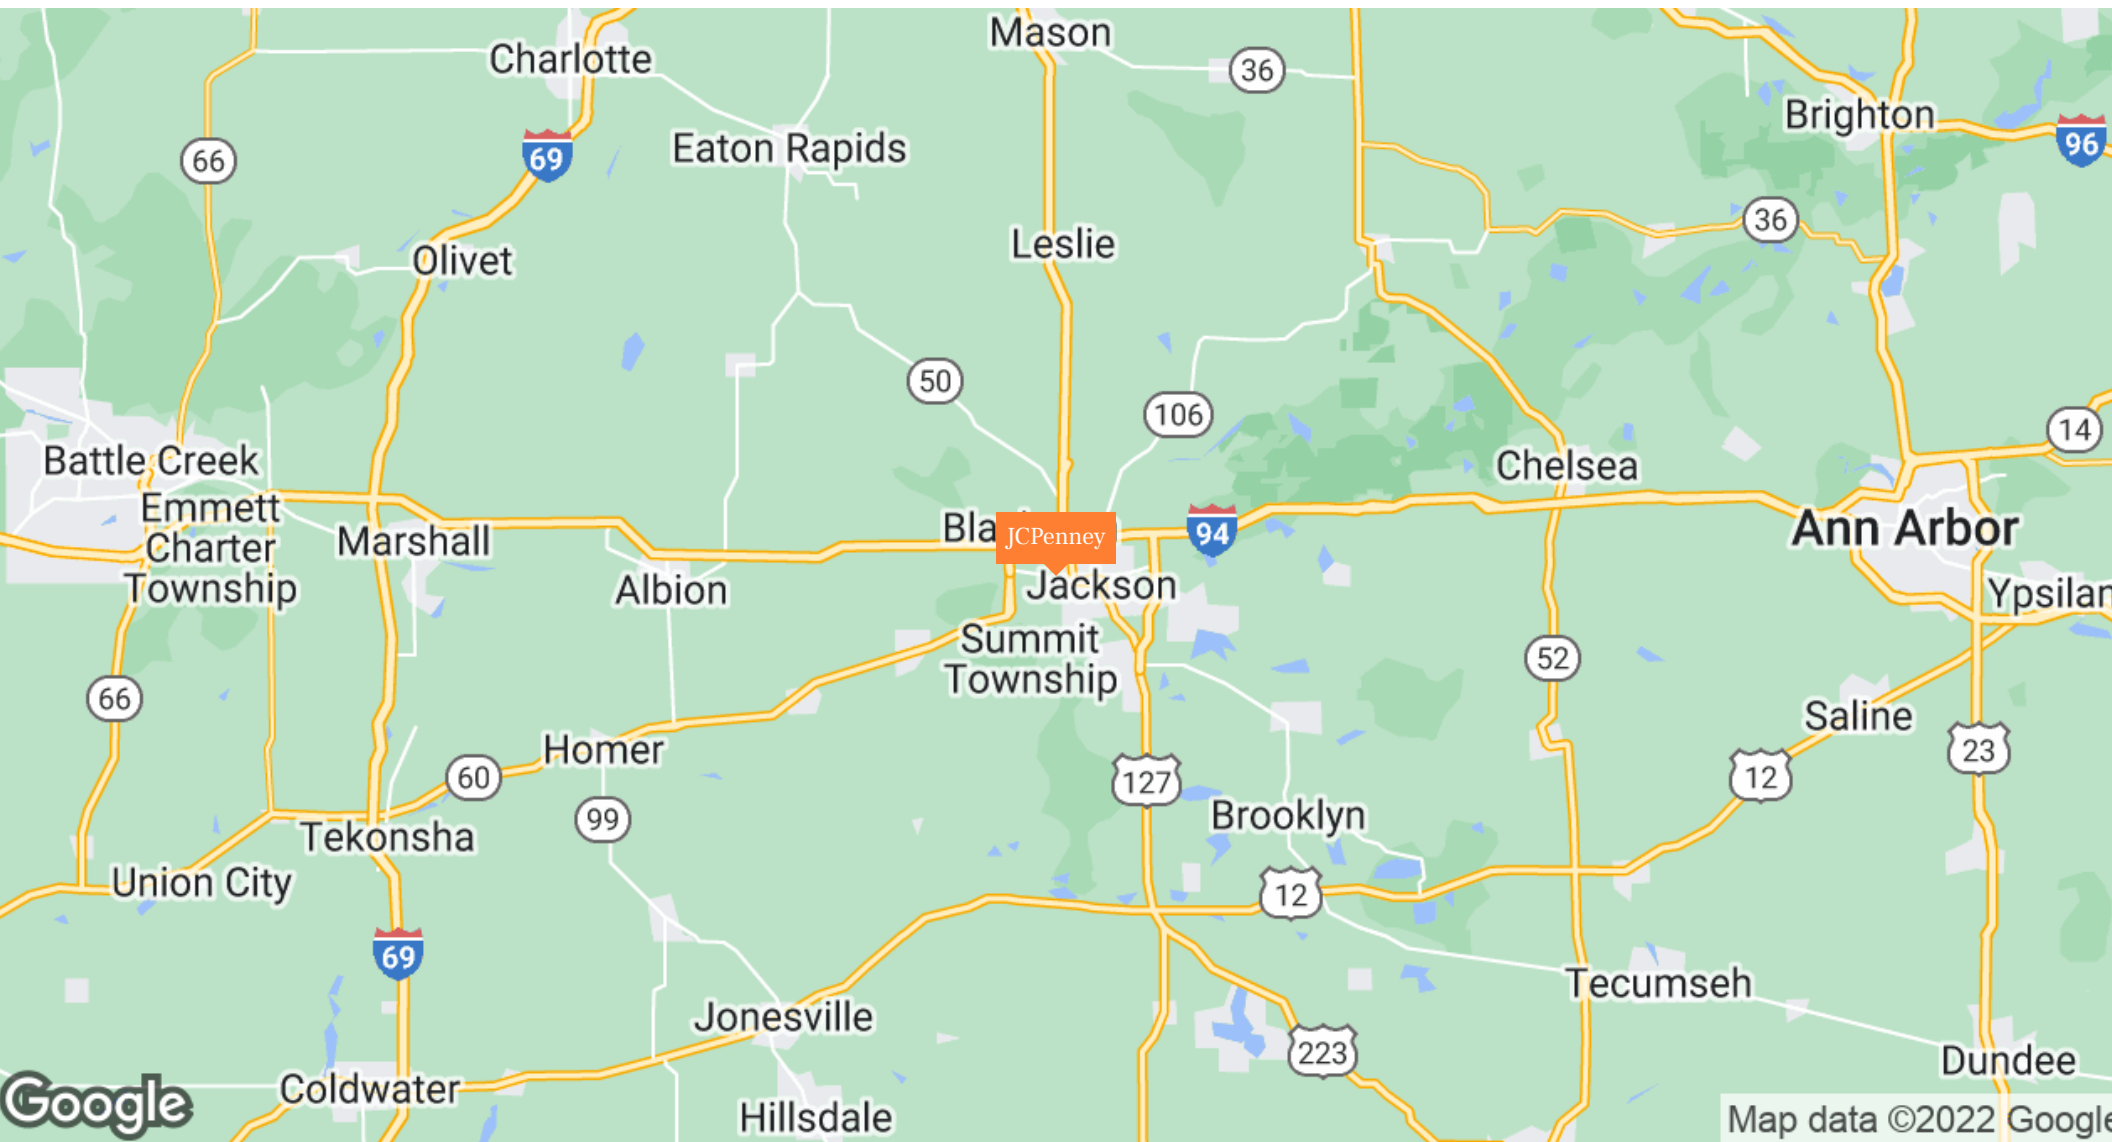 Mason
Charlotte
36
Brighton
96
Eaton Rapids
69
66
36
Leslie
Olivet
50
106
14
Battle Creek
Chelsea
Emmett
Charter
Township
Marshall
JCPenney
94
Ann Arbor
Albion
Jackson
Ypsilan
Summit
Township
52
66
Saline
Homer
60
127
12
23
99
Brooklyn
Tekonsha
Union City
12
69
Tecumseh
Jonesville
223
Dundee
Coldwater
Google
Hillsdale
Map data ©2022 Google